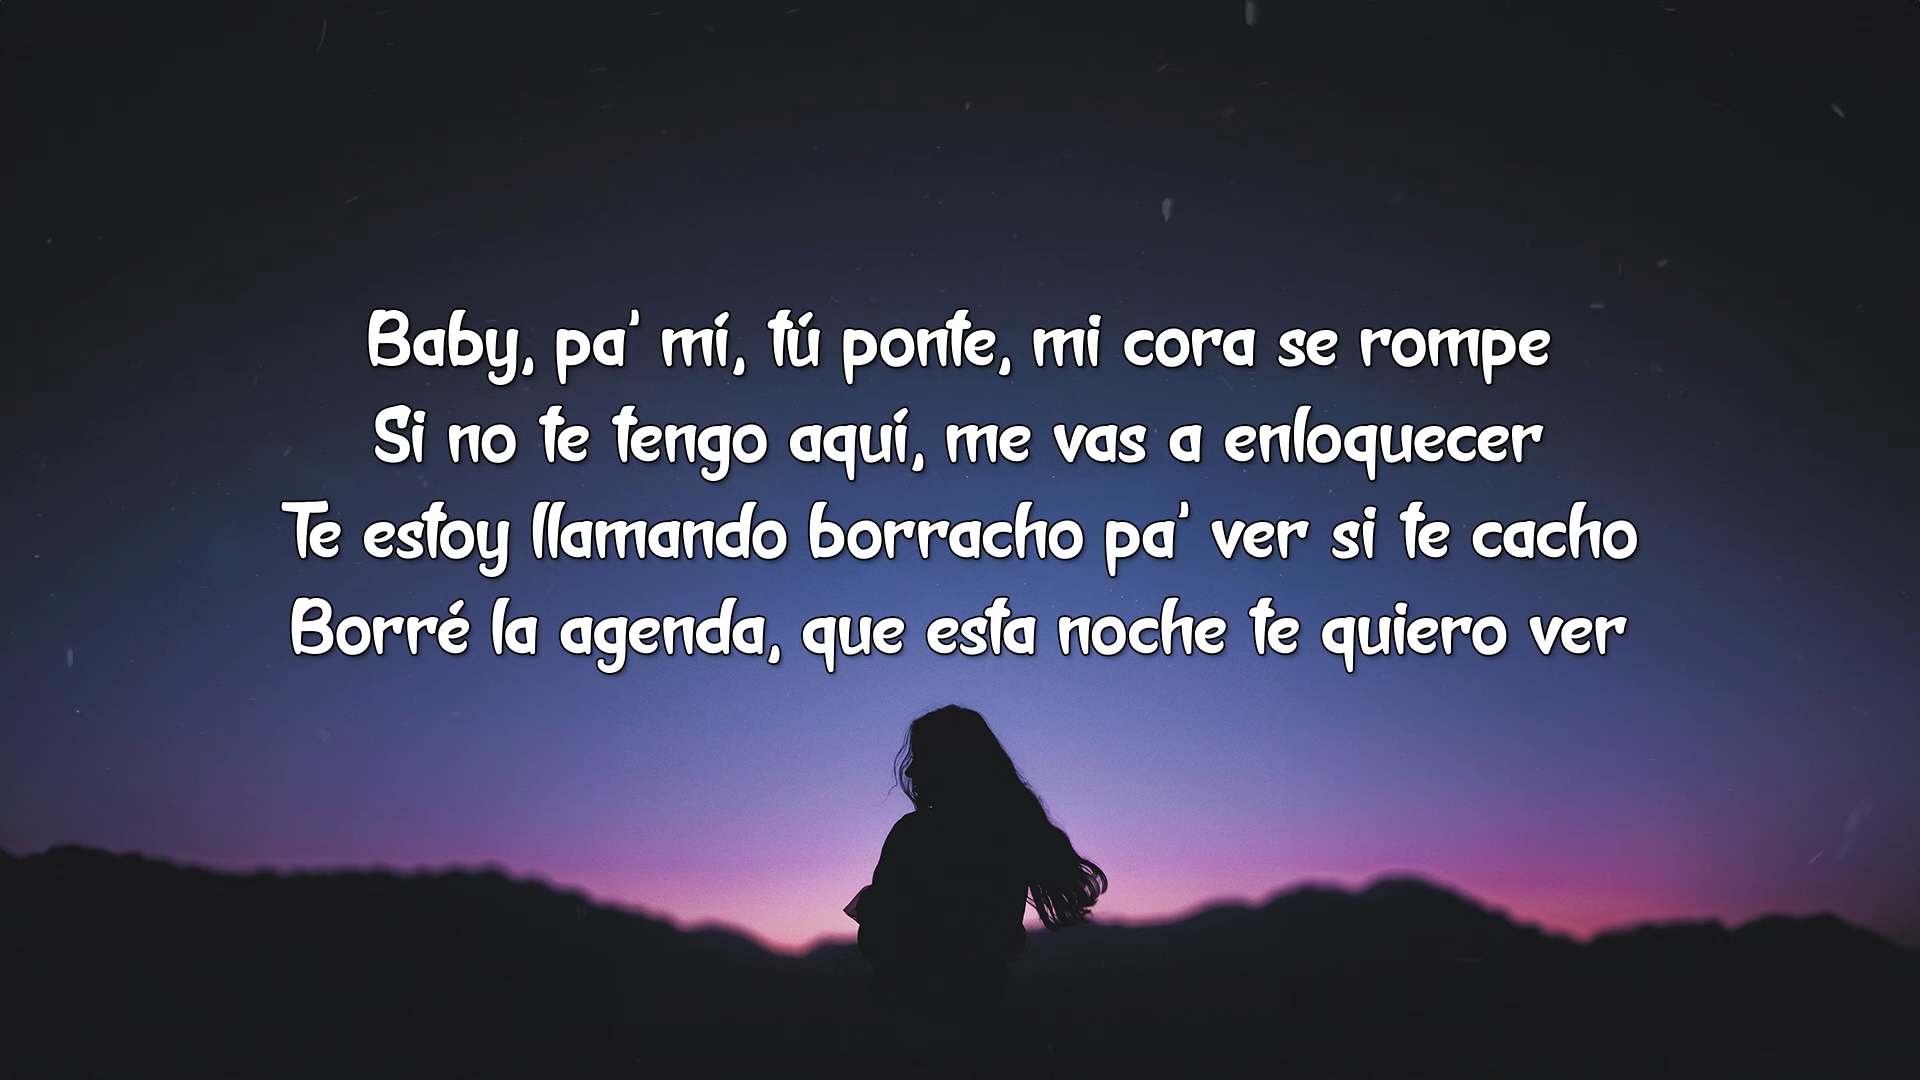 Baby, pa' mí, tú ponte, mi cora se rompe
Si no te tengo aquí, me vas a enloquecer
Te estoy llamando borracho pa' ver si te cacho
Borré la agenda, que esta noche te quiero ver